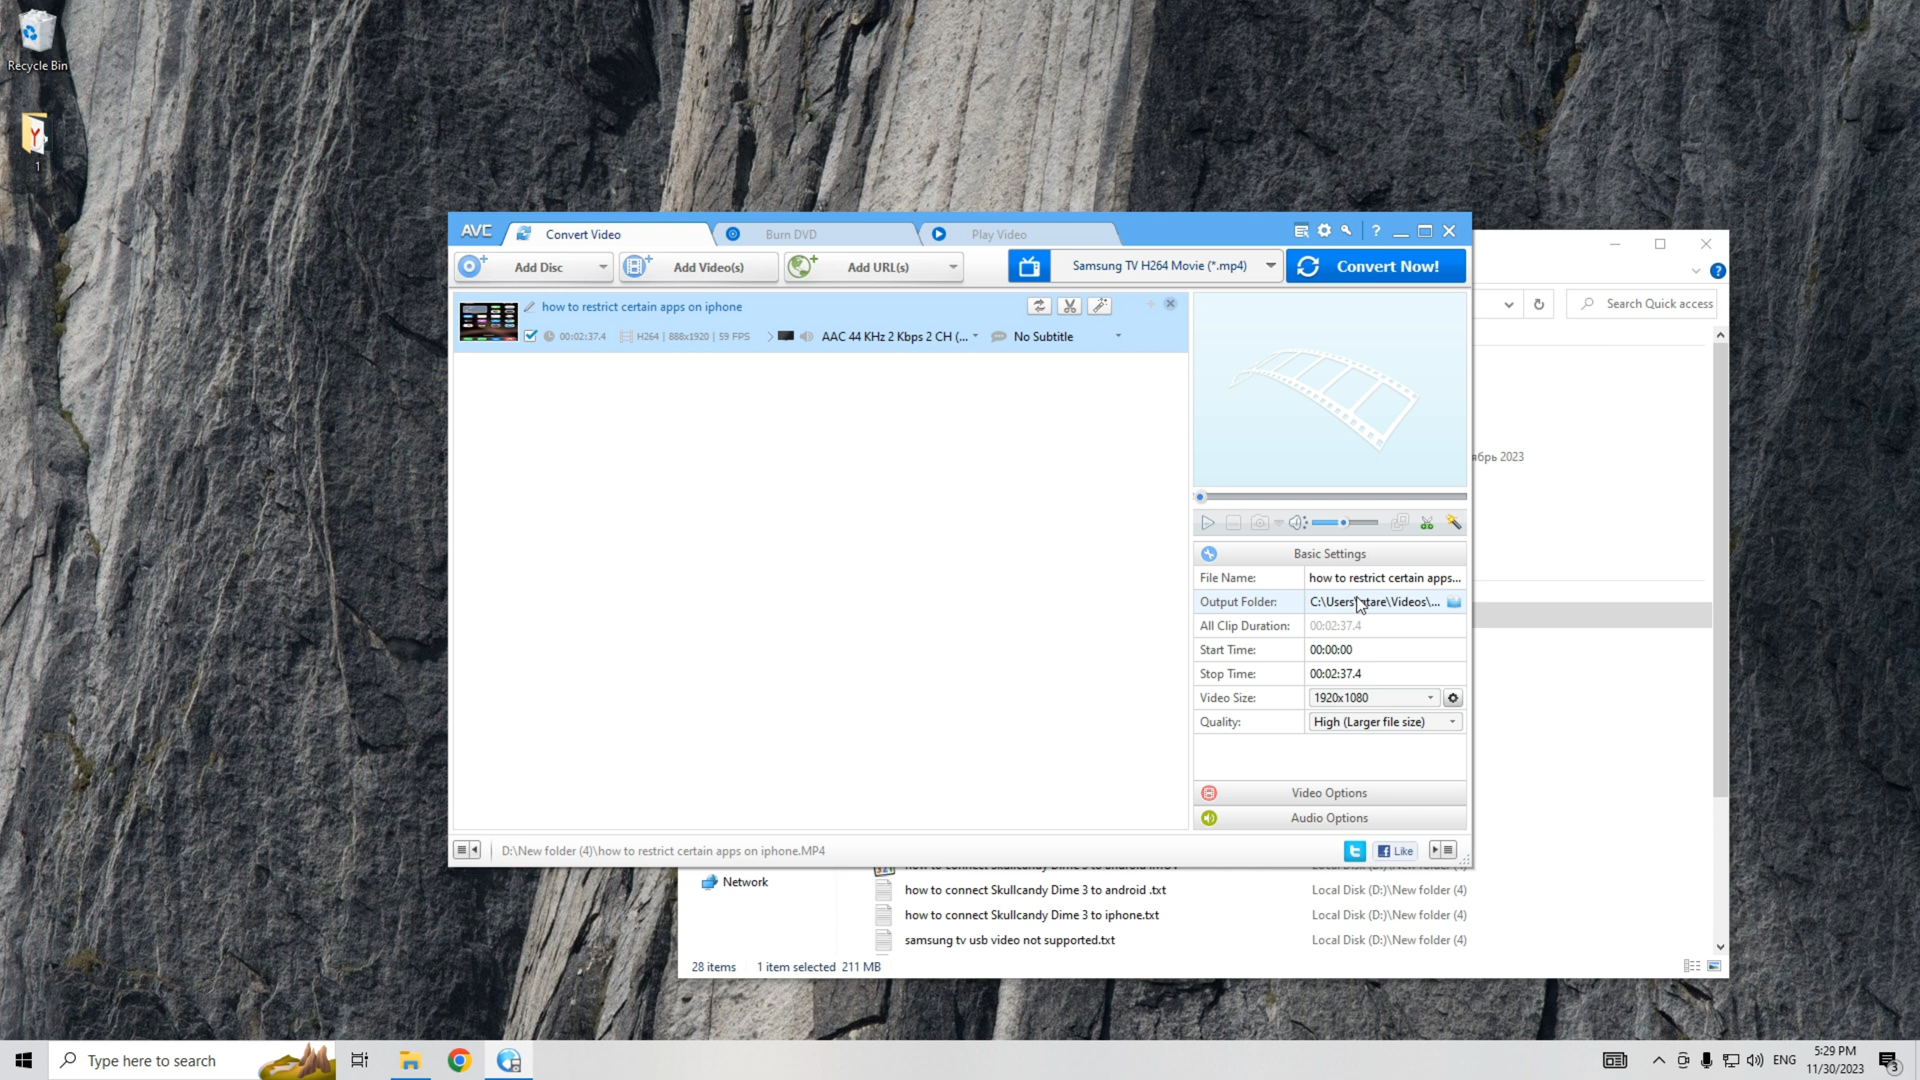 Recycle Bin
1
AVC
Convert Video
Burn DVD
Play Video
?
Add Disc
Add Video(s)
Add URL(s)
Samsung TV H264 Movie (*.mp4)
Convert Now!
how to restrict certain apps on iphone
00:02:37.4
H264 | 888x1920 | 59 FPS
AAC 44 KHz 2 Kbps 2 CH (...
No Subtitle
Search Quick access
?
2023
Basic Settings
File Name:
how to restrict certain apps...
Output Folder:
All Clip Duration:
00:02:37.4
Start Time:
00:00:00
Stop Time:
00:02:37.4
Video Size:
1920x1080
Quality:
High (Larger file size)
Video Options
Audio Options
D:\New folder (4)\how to restrict certain apps on iphone.MP4
Like
Network
how to connect Skullcandy Dime 3 to android .txt
Local Disk (D:)\New folder (4)
how to connect Skullcandy Dime 3 to iphone.txt
Local Disk (D:)\New folder (4)
samsung tv usb video not supported.txt
Local Disk (D:)\New folder (4)
28 items
1 item selected 211 MB
Type here to search
ENG
5:29 PM
11/30/2023
3